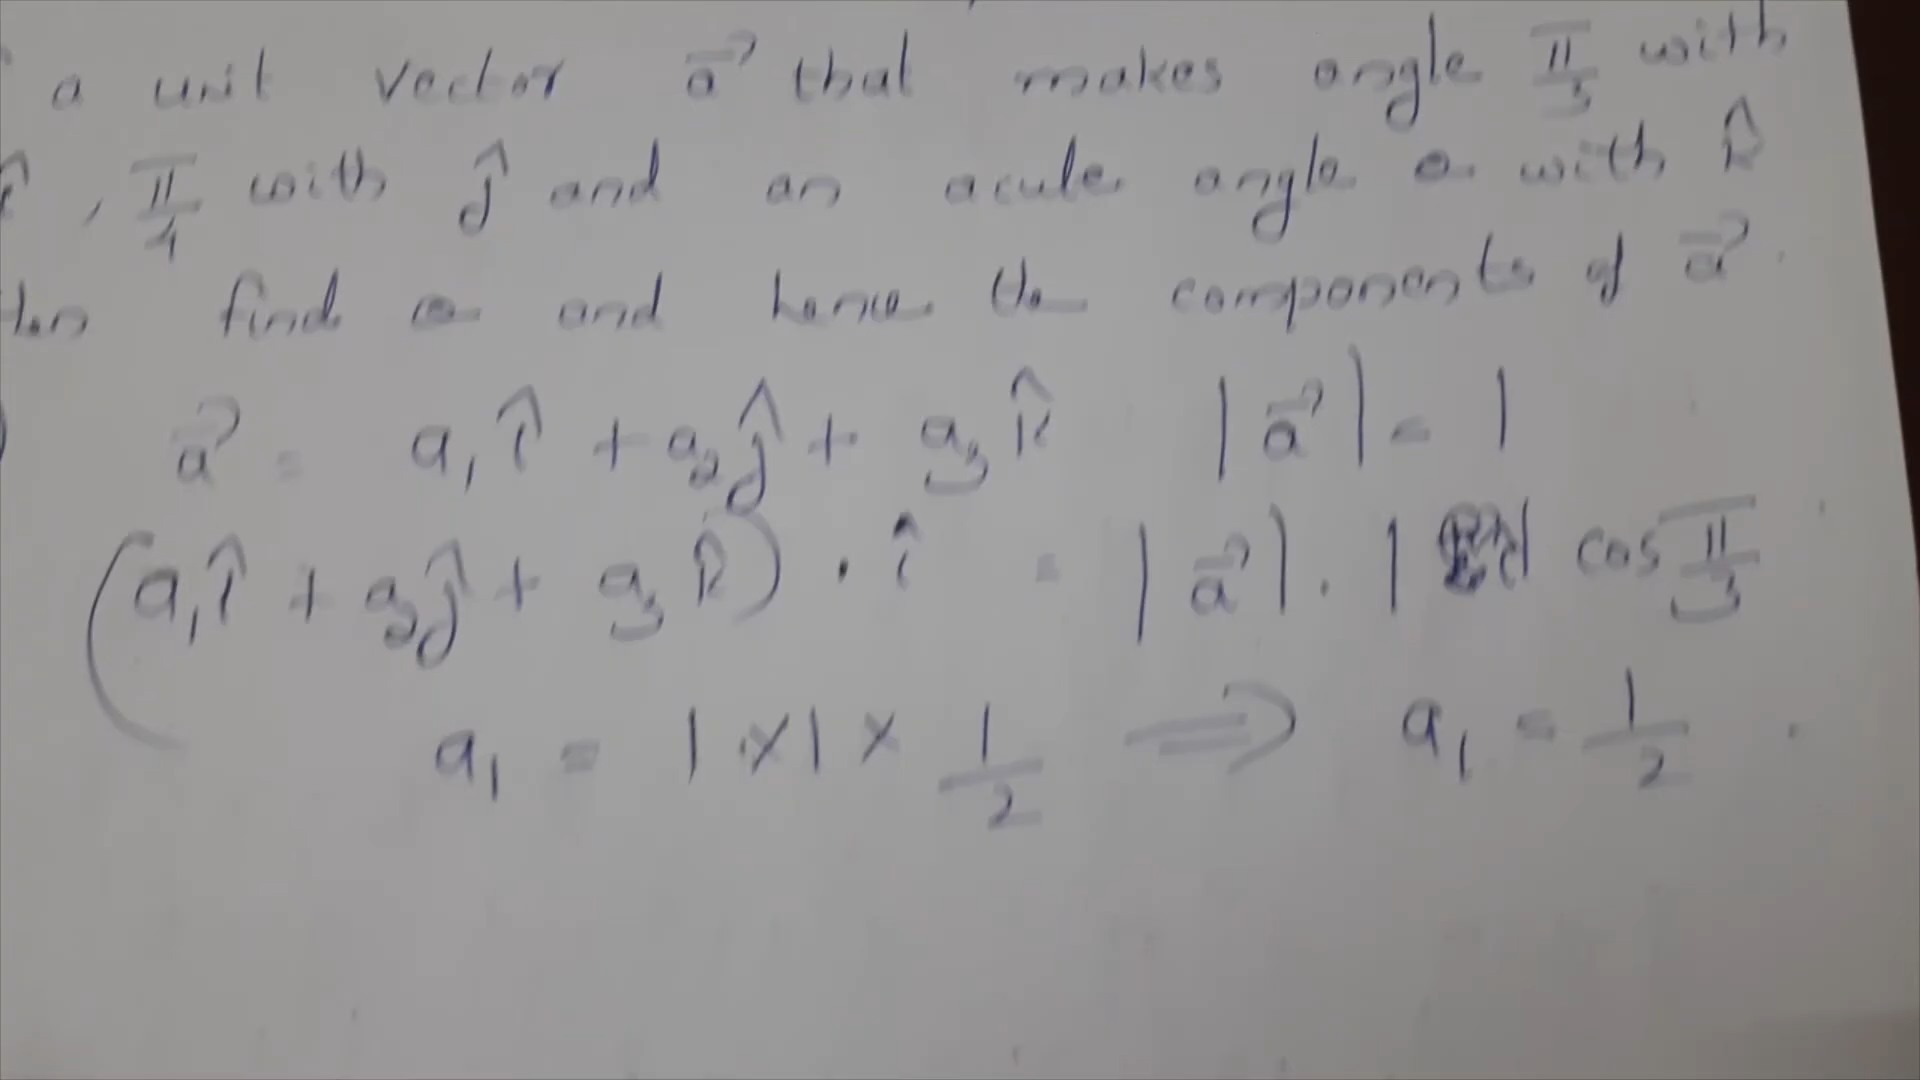 a unit vector a⃗ that makes angle π/3 with
î, π/4 with ĵ and an acute angle θ with k̂
then find θ and hence the components of a⃗.
a⃗ = a₁î + a₂ĵ + a₃k̂ |a⃗| = 1
(a₁î + a₂ĵ + a₃k̂) · î = |a⃗| · | cos π/3
a₁ = 1 × 1 × 1/2 ⇒ a₁ = 1/2.